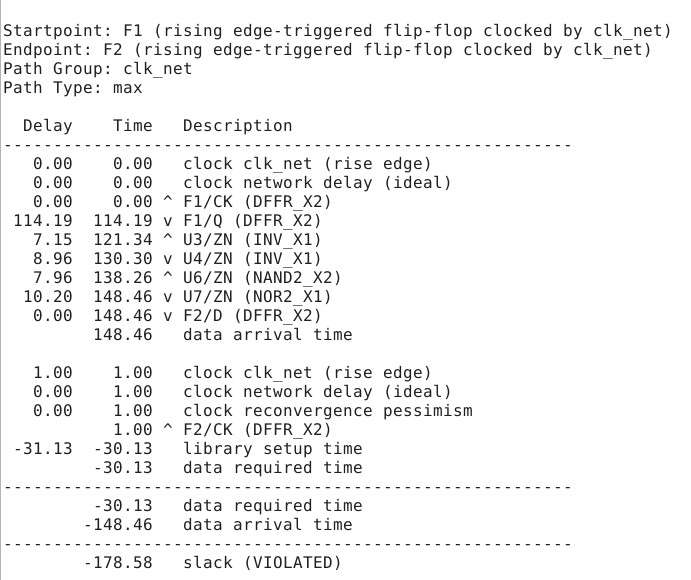 Startpoint: F1 (rising edge-triggered flip-flop clocked by clk_net)
Endpoint: F2 (rising edge-triggered flip-flop clocked by clk_net)
Path Group: clk_net
Path Type: max

  Delay    Time   Description
---------------------------------------------------------
   0.00    0.00   clock clk_net (rise edge)
   0.00    0.00   clock network delay (ideal)
   0.00    0.00 ^ F1/CK (DFFR_X2)
 114.19  114.19 v F1/Q (DFFR_X2)
   7.15  121.34 ^ U3/ZN (INV_X1)
   8.96  130.30 v U4/ZN (INV_X1)
   7.96  138.26 ^ U6/ZN (NAND2_X2)
  10.20  148.46 v U7/ZN (NOR2_X1)
   0.00  148.46 v F2/D (DFFR_X2)
         148.46   data arrival time

   1.00    1.00   clock clk_net (rise edge)
   0.00    1.00   clock network delay (ideal)
   0.00    1.00   clock reconvergence pessimism
           1.00 ^ F2/CK (DFFR_X2)
 -31.13  -30.13   library setup time
         -30.13   data required time
---------------------------------------------------------
         -30.13   data required time
        -148.46   data arrival time
---------------------------------------------------------
        -178.58   slack (VIOLATED)